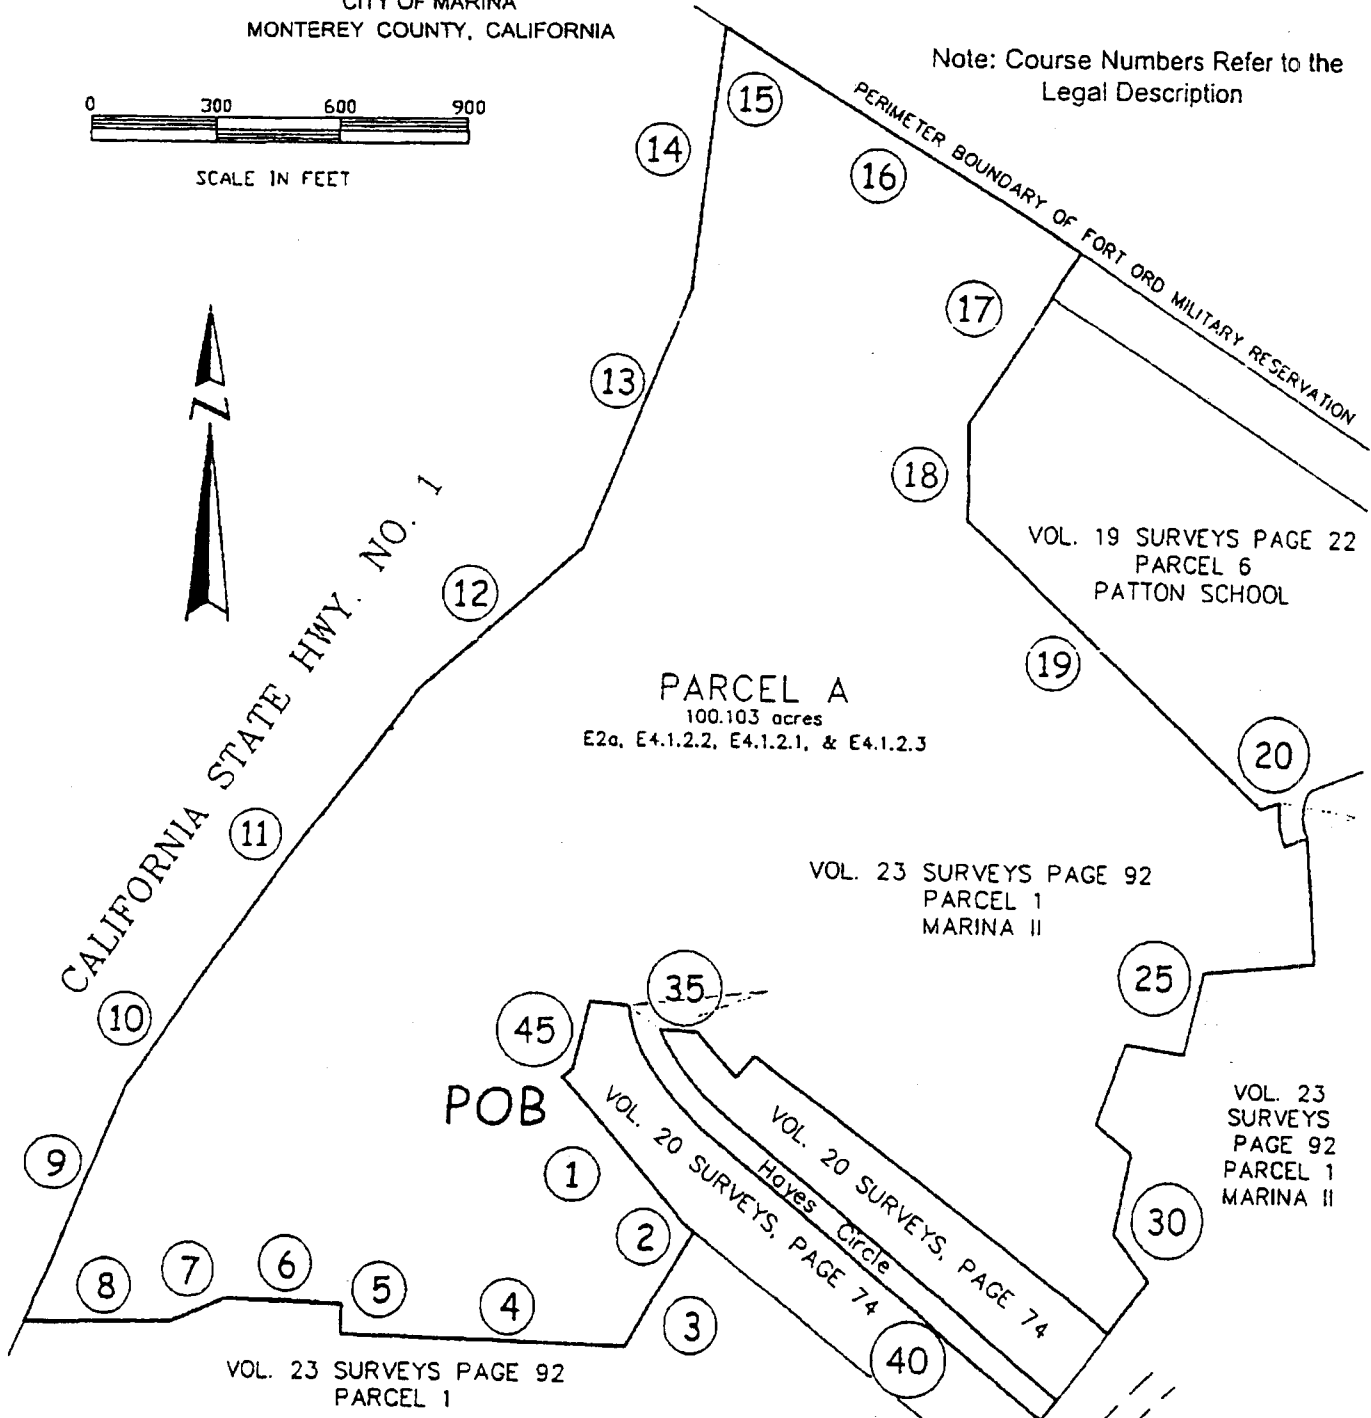 CITY OF MARINA
MONTEREY COUNTY, CALIFORNIA
Note: Course Numbers Refer to the
Legal Description
0 300 600 900
SCALE IN FEET
N
15
14
16
PERIMETER BOUNDARY OF FORT ORD MILITARY RESERVATION
17
13
18
CALIFORNIA STATE HWY. NO. 1
12
VOL. 19 SURVEYS PAGE 22
PARCEL 6
PATTON SCHOOL
19
PARCEL A
100.103 acres
E2a, E4.1.2.2, E4.1.2.1, & E4.1.2.3
20
11
VOL. 23 SURVEYS PAGE 92
PARCEL 1
MARINA II
25
35
10
45
POB
VOL. 20 SURVEYS, PAGE 74
Hayes Circle
VOL. 20 SURVEYS, PAGE 74
VOL. 23
SURVEYS
PAGE 92
PARCEL 1
MARINA II
9
1
30
2
8
7
6
5
4
3
40
VOL. 23 SURVEYS PAGE 92
PARCEL 1